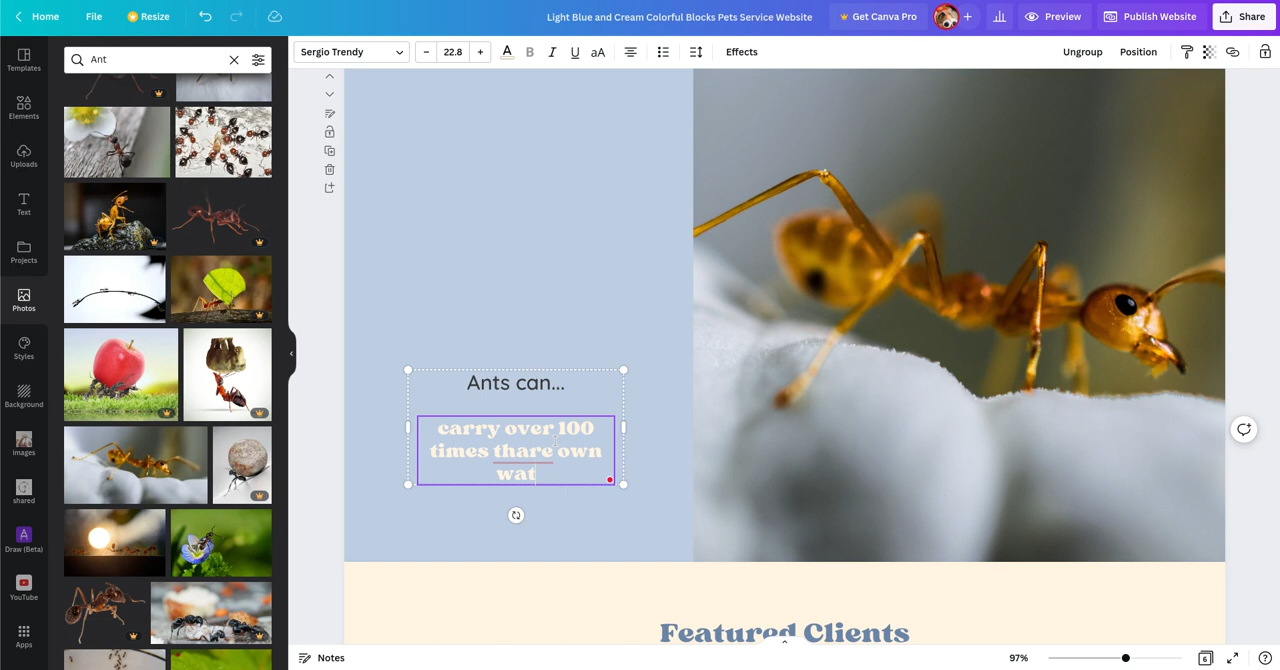 Home
File
Resize
Light Blue and Cream Colorful Blocks Pets Service Website
Get Canva Pro
Preview
Publish Website
Share
Templates
Elements
Uploads
Text
Projects
Photos
Styles
Background
images
shared
Draw (Beta)
YouTube
Apps
Ant
Sergio Trendy
– 22.8 +
A
B
I
U
aA
Effects
Ungroup
Position
Ants can...
carry over 100
times thare own
wat
Featured Clients
Notes
97%
6
?